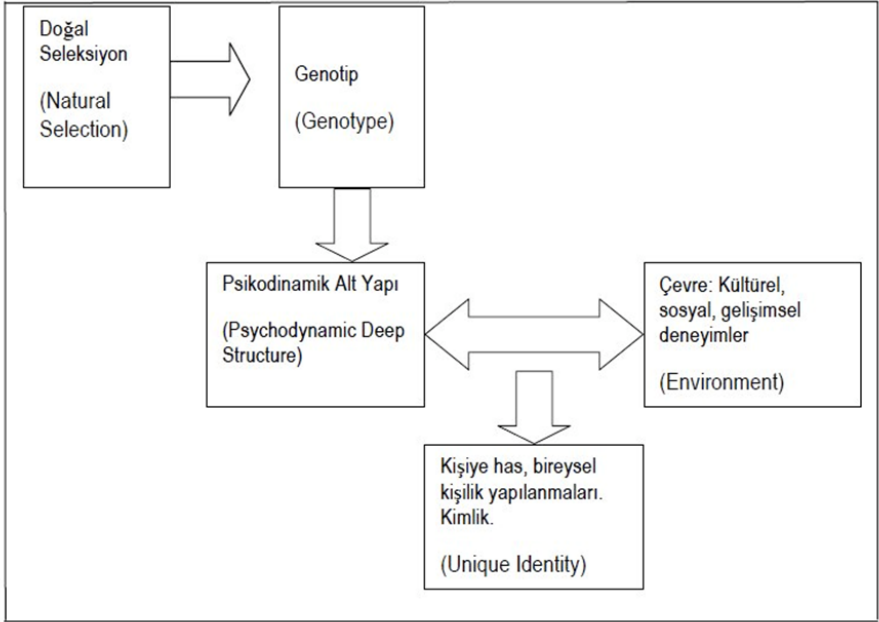 Doğal
Seleksiyon
(Natural
Selection)
Genotip
(Genotype)
Psikodinamik Alt Yapı
(Psychodynamic Deep
Structure)
Çevre: Kültürel,
sosyal, gelişimsel
deneyimler
(Environment)
Kişiye has, bireysel
kişilik yapılanmaları.
Kimlik.
(Unique Identity)